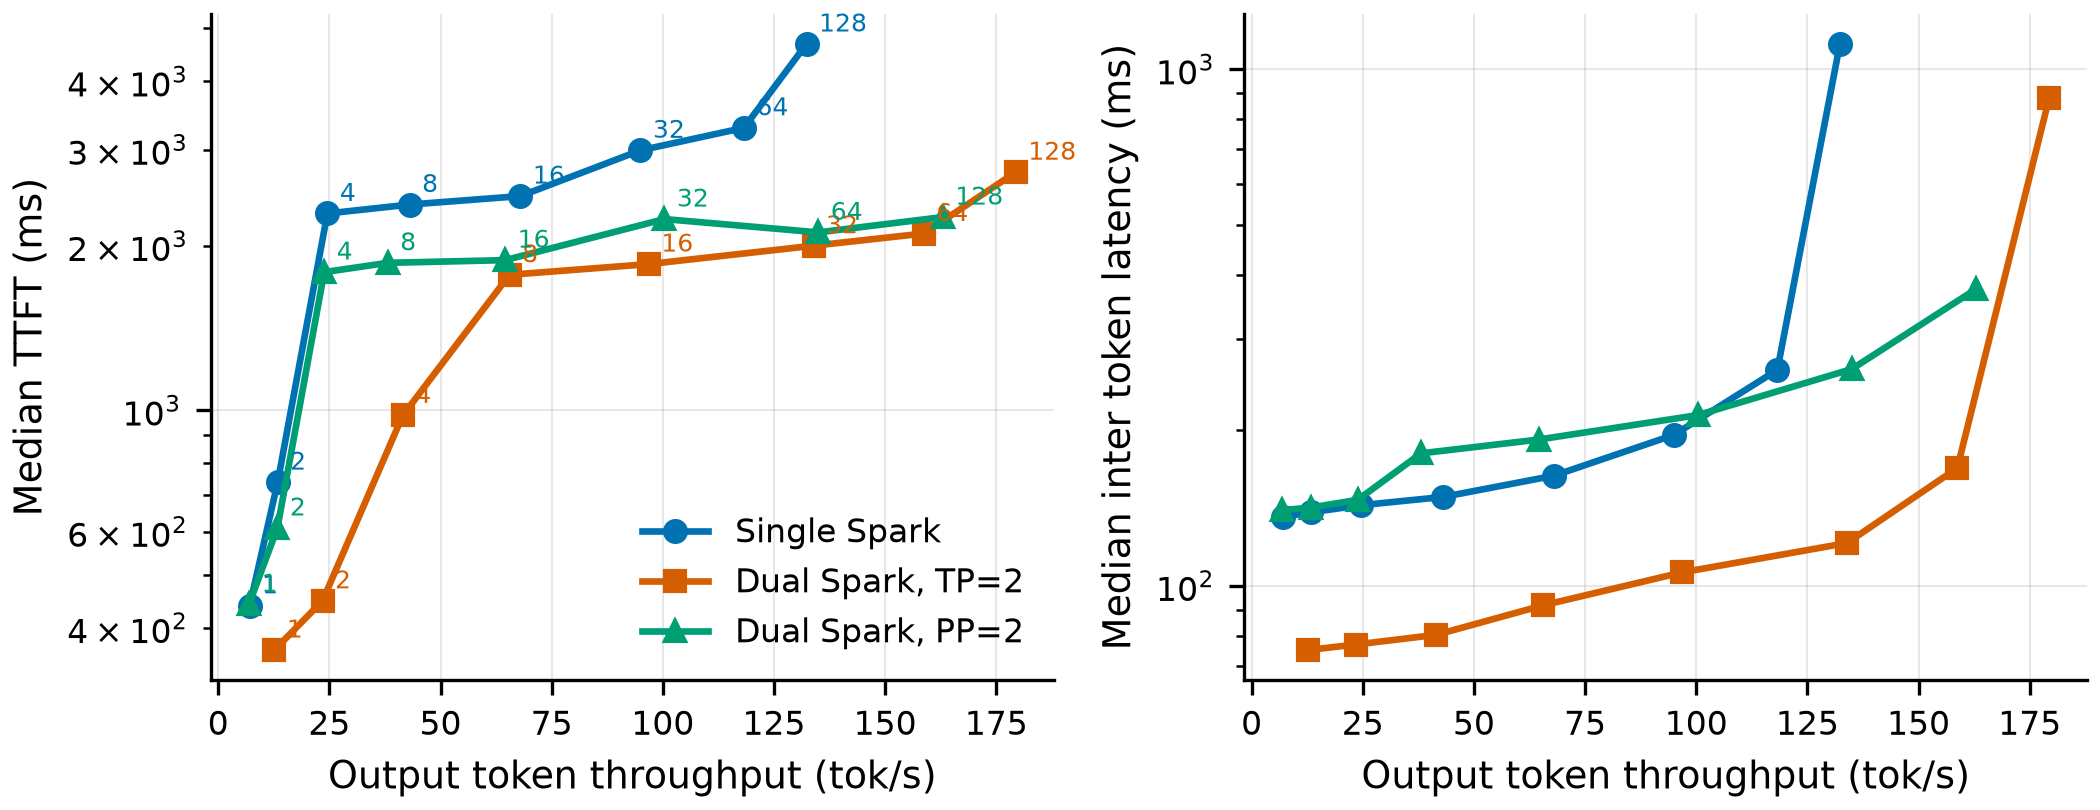 Median TTFT (ms)
4 × 10³
3 × 10³
2 × 10³
10³
6 × 10²
4 × 10²
128
64
32
16
8
4
2
1
128
64
32
16
8
4
2
1
128
64
32
16
8
4
2
1
Single Spark
Dual Spark, TP=2
Dual Spark, PP=2
0 25 50 75 100 125 150 175
Output token throughput (tok/s)
Median inter token latency (ms)
10³
10²
0 25 50 75 100 125 150 175
Output token throughput (tok/s)